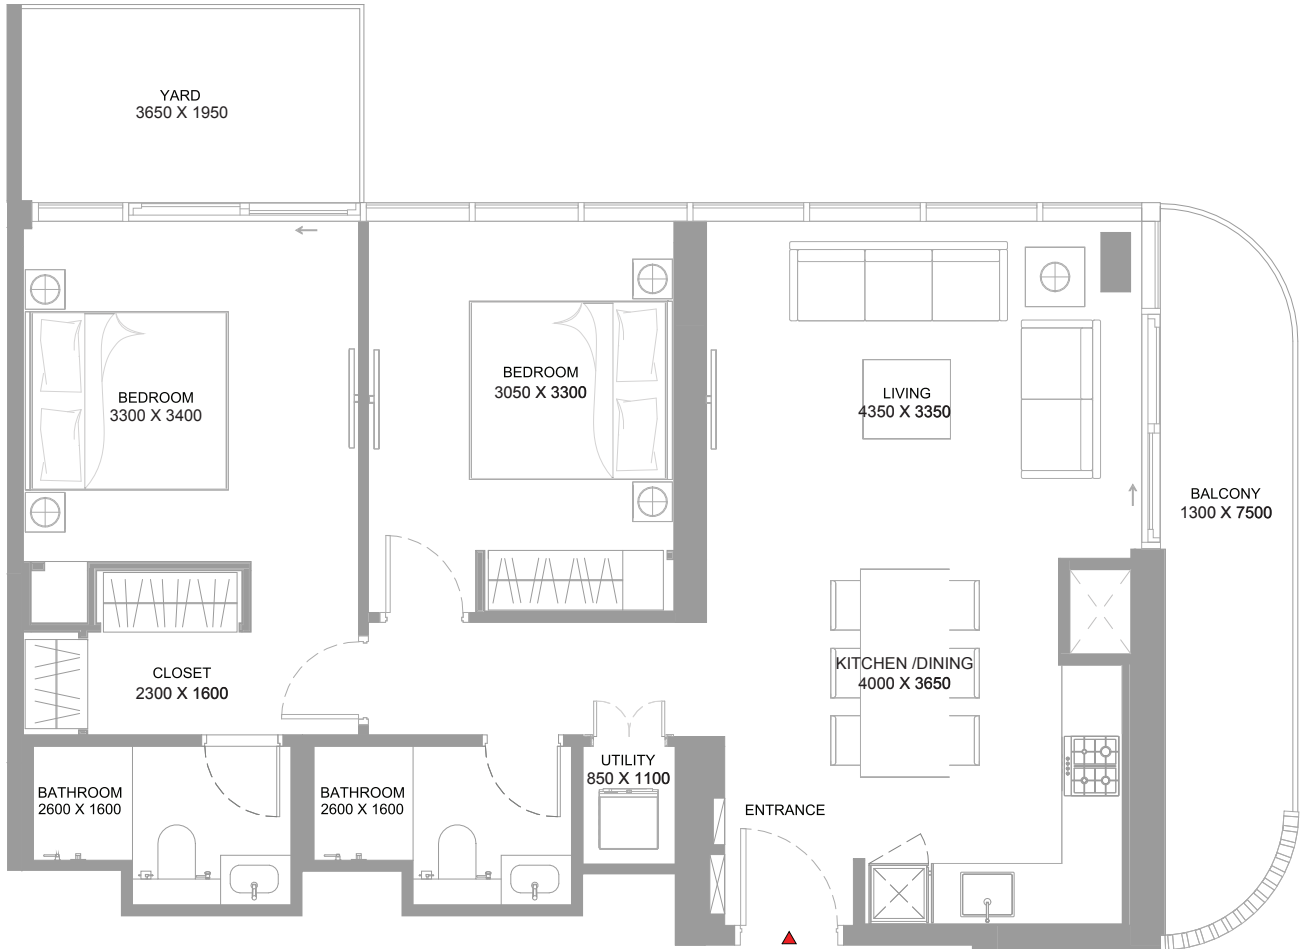 YARD
3650 X 1950
BEDROOM
3300 X 3400
BEDROOM
3050 X 3300
LIVING
4350 X 3350
BALCONY
1300 X 7500
CLOSET
2300 X 1600
KITCHEN /DINING
4000 X 3650
BATHROOM
2600 X 1600
BATHROOM
2600 X 1600
UTILITY
850 X 1100
ENTRANCE